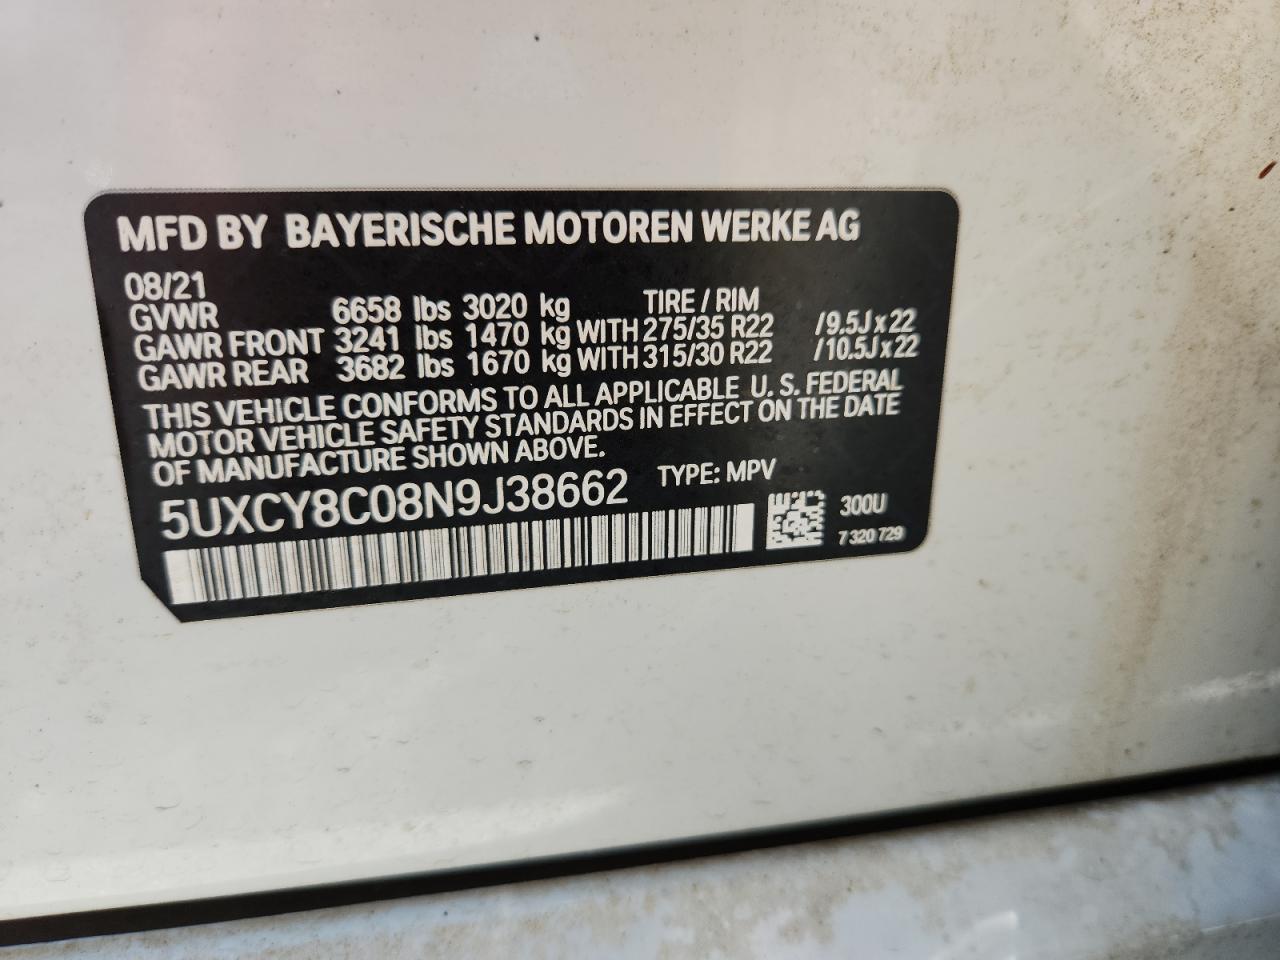 MFD BY BAYERISCHE MOTOREN WERKE AG
08/21
GVWR 6658 lbs 3020 kg TIRE / RIM
GAWR FRONT 3241 lbs 1470 kg WITH 275/35 R22 /9.5J x 22
GAWR REAR 3682 lbs 1670 kg WITH 315/30 R22 /10.5J x 22
THIS VEHICLE CONFORMS TO ALL APPLICABLE U. S. FEDERAL
MOTOR VEHICLE SAFETY STANDARDS IN EFFECT ON THE DATE
OF MANUFACTURE SHOWN ABOVE.
5UXCY8C08N9J38662 TYPE: MPV
300U
7 320 729